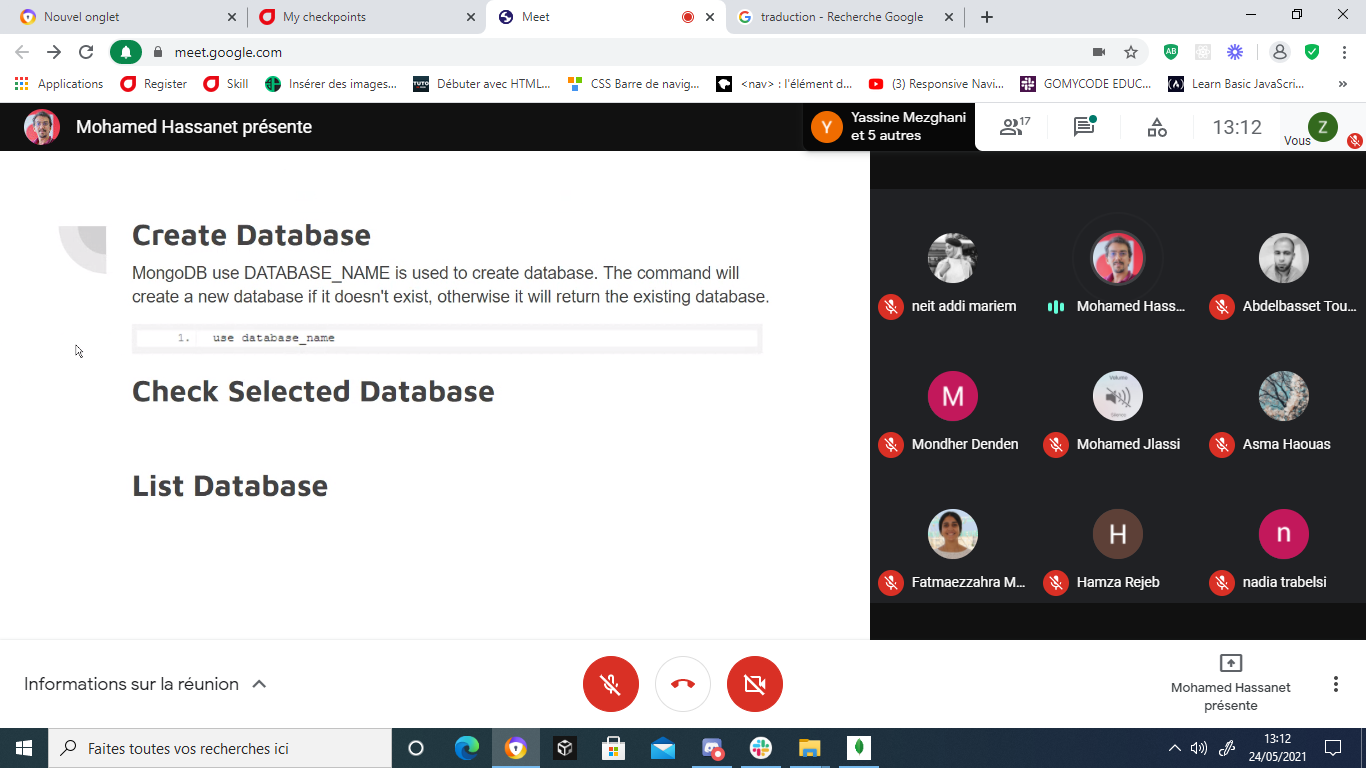 Nouvel onglet
My checkpoints
Meet
traduction - Recherche Google
meet.google.com
Applications
Register
Skill
Insérer des images...
TUTO
Débuter avec HTML...
CSS Barre de navig...
<nav> : l'élément d...
(3) Responsive Navi...
GOMYCODE EDUC...
Learn Basic JavaScri...
»
Mohamed Hassanet présente
Y
Yassine Mezghani
et 5 autres
17
13:12
Vous
Z
Create Database
MongoDB use DATABASE_NAME is used to create database. The command will
create a new database if it doesn't exist, otherwise it will return the existing database.
1. use database_name
Check Selected Database
List Database
neit addi mariem
Mohamed Hass...
Abdelbasset Tou...
M
Mondher Denden
Mohamed Jlassi
Asma Haouas
Fatmaezzahra M...
H
Hamza Rejeb
n
nadia trabelsi
Informations sur la réunion
Mohamed Hassanet
présente
Faites toutes vos recherches ici
13:12
24/05/2021